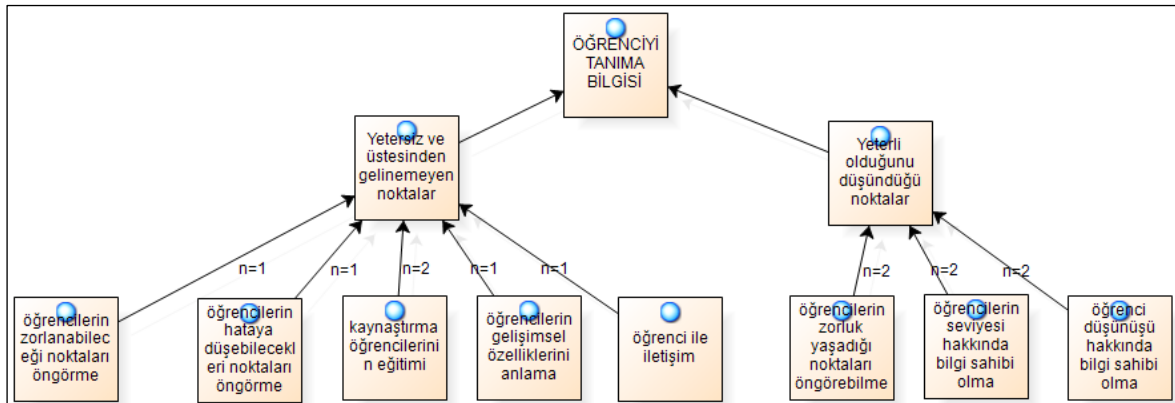 ÖĞRENCİYİ
TANIMA
BİLGİSİ
Yetersiz ve
üstesinden
gelinemeyen
noktalar
Yeterli
olduğunu
düşündüğü
noktalar
n=1
n=1
n=2
n=1
n=1
n=2
n=2
n=2
öğrencilerin
zorlanabilec
eği noktaları
öngörme
öğrencilerin
hataya
düşebilecekl
eri noktaları
öngörme
kaynaştırma
öğrencilerini
n eğitimi
öğrencilerin
gelişimsel
özelliklerini
anlama
öğrenci ile
iletişim
öğrencilerin
zorluk
yaşadığı
noktaları
öngörebilme
öğrencilerin
seviyesi
hakkında
bilgi sahibi
olma
öğrenci
düşünüşü
hakkında
bilgi sahibi
olma